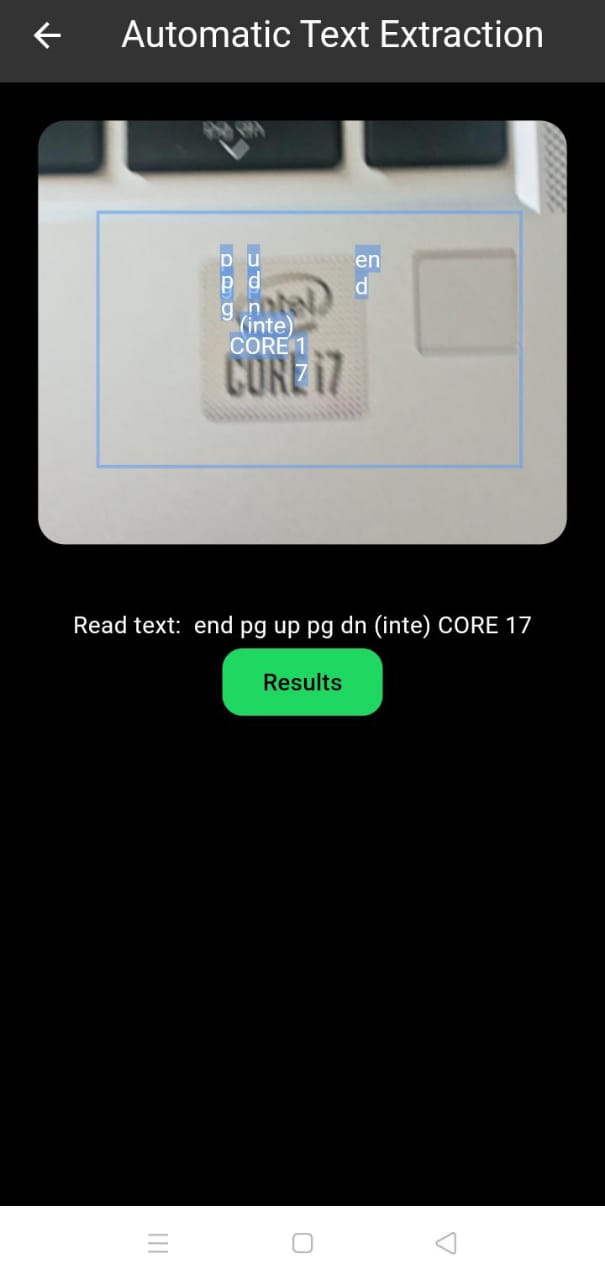 Automatic Text Extraction
p u en
p d d
g n
(inte)
CORE 1
7
intel
CORE i7
Read text: end pg up pg dn (inte) CORE 17
Results